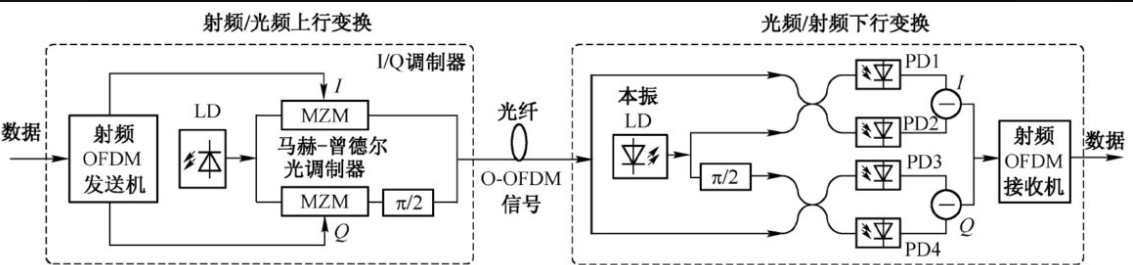 射频/光频上行变换
光频/射频下行变换
I/Q调制器
I
LD
MZM
马赫-曾德尔
光调制器
MZM
π/2
Q
数据
射频
OFDM
发送机
光纤
O-OFDM
信号
本振
LD
π/2
PD1
I
PD2
PD3
Q
PD4
射频
OFDM
接收机
数据